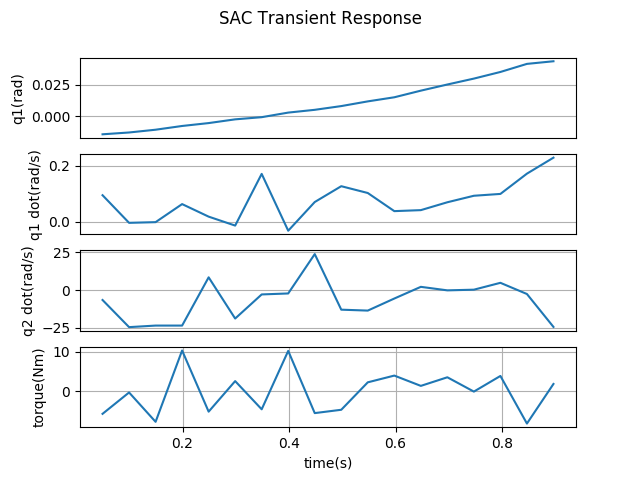 SAC Transient Response
q1(rad)
0.025
0.000
q1 dot(rad/s)
0.2
0.0
q2 dot(rad/s)
25
0
−25
torque(Nm)
10
0
0.2 0.4 0.6 0.8
time(s)